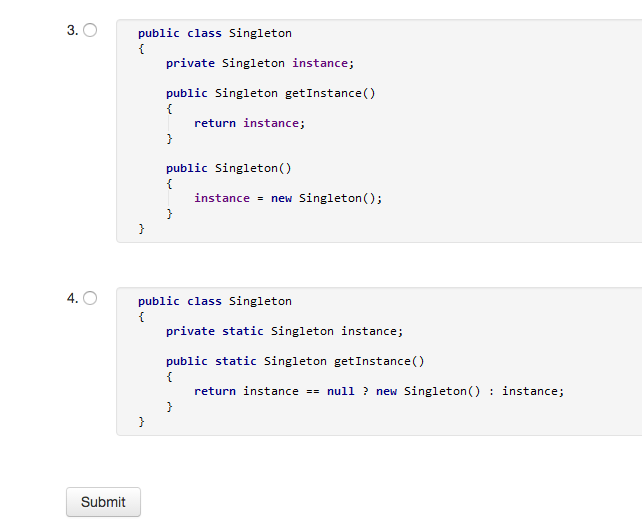 3.
public class Singleton
{
    private Singleton instance;
    public Singleton getInstance()
    {
        return instance;
    }
    public Singleton()
    {
        instance = new Singleton();
    }
}
4.
public class Singleton
{
    private static Singleton instance;
    public static Singleton getInstance()
    {
        return instance == null ? new Singleton() : instance;
    }
}
Submit